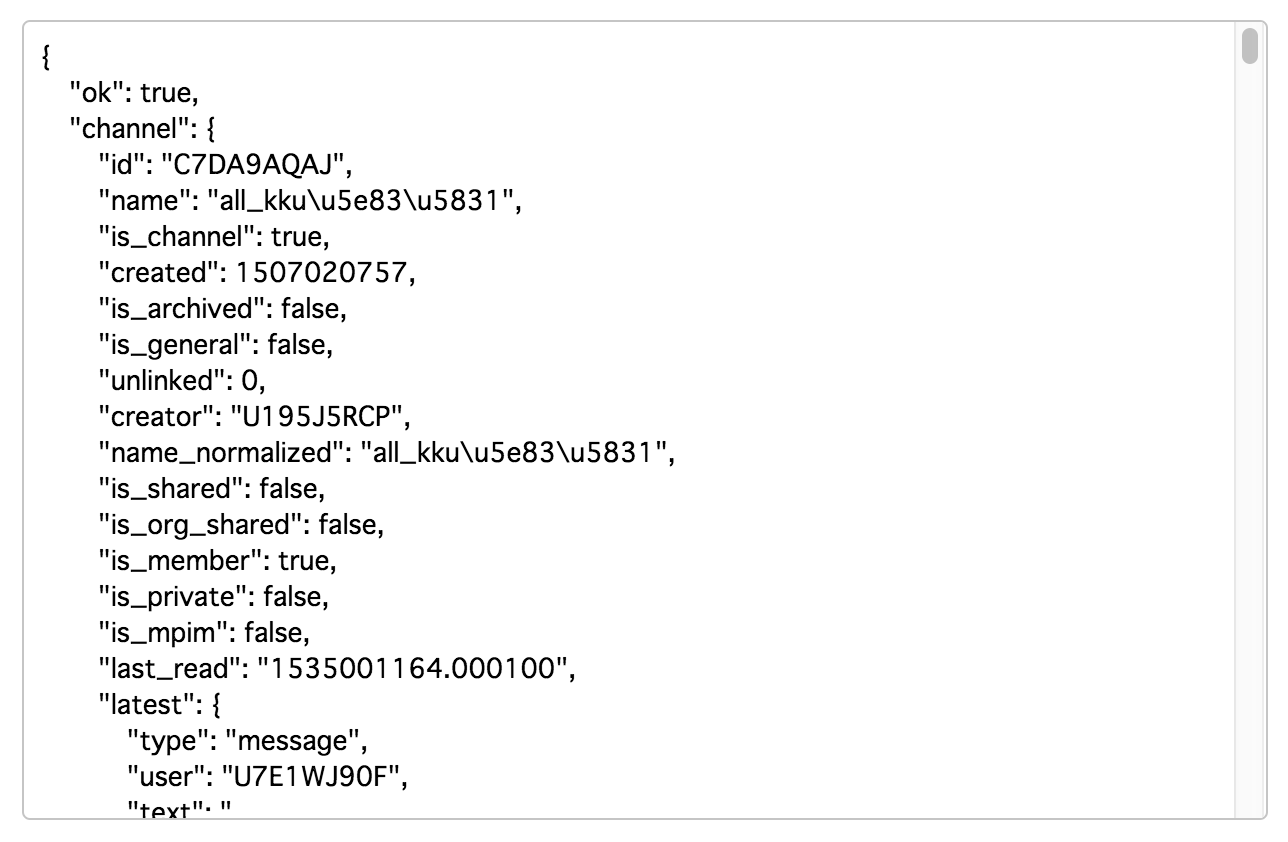 {
"ok": true,
"channel": {
"id": "C7DA9AQAJ",
"name": "all_kku\u5e83\u5831",
"is_channel": true,
"created": 1507020757,
"is_archived": false,
"is_general": false,
"unlinked": 0,
"creator": "U195J5RCP",
"name_normalized": "all_kku\u5e83\u5831",
"is_shared": false,
"is_org_shared": false,
"is_member": true,
"is_private": false,
"is_mpim": false,
"last_read": "1535001164.000100",
"latest": {
"type": "message",
"user": "U7E1WJ90F",
"text": "